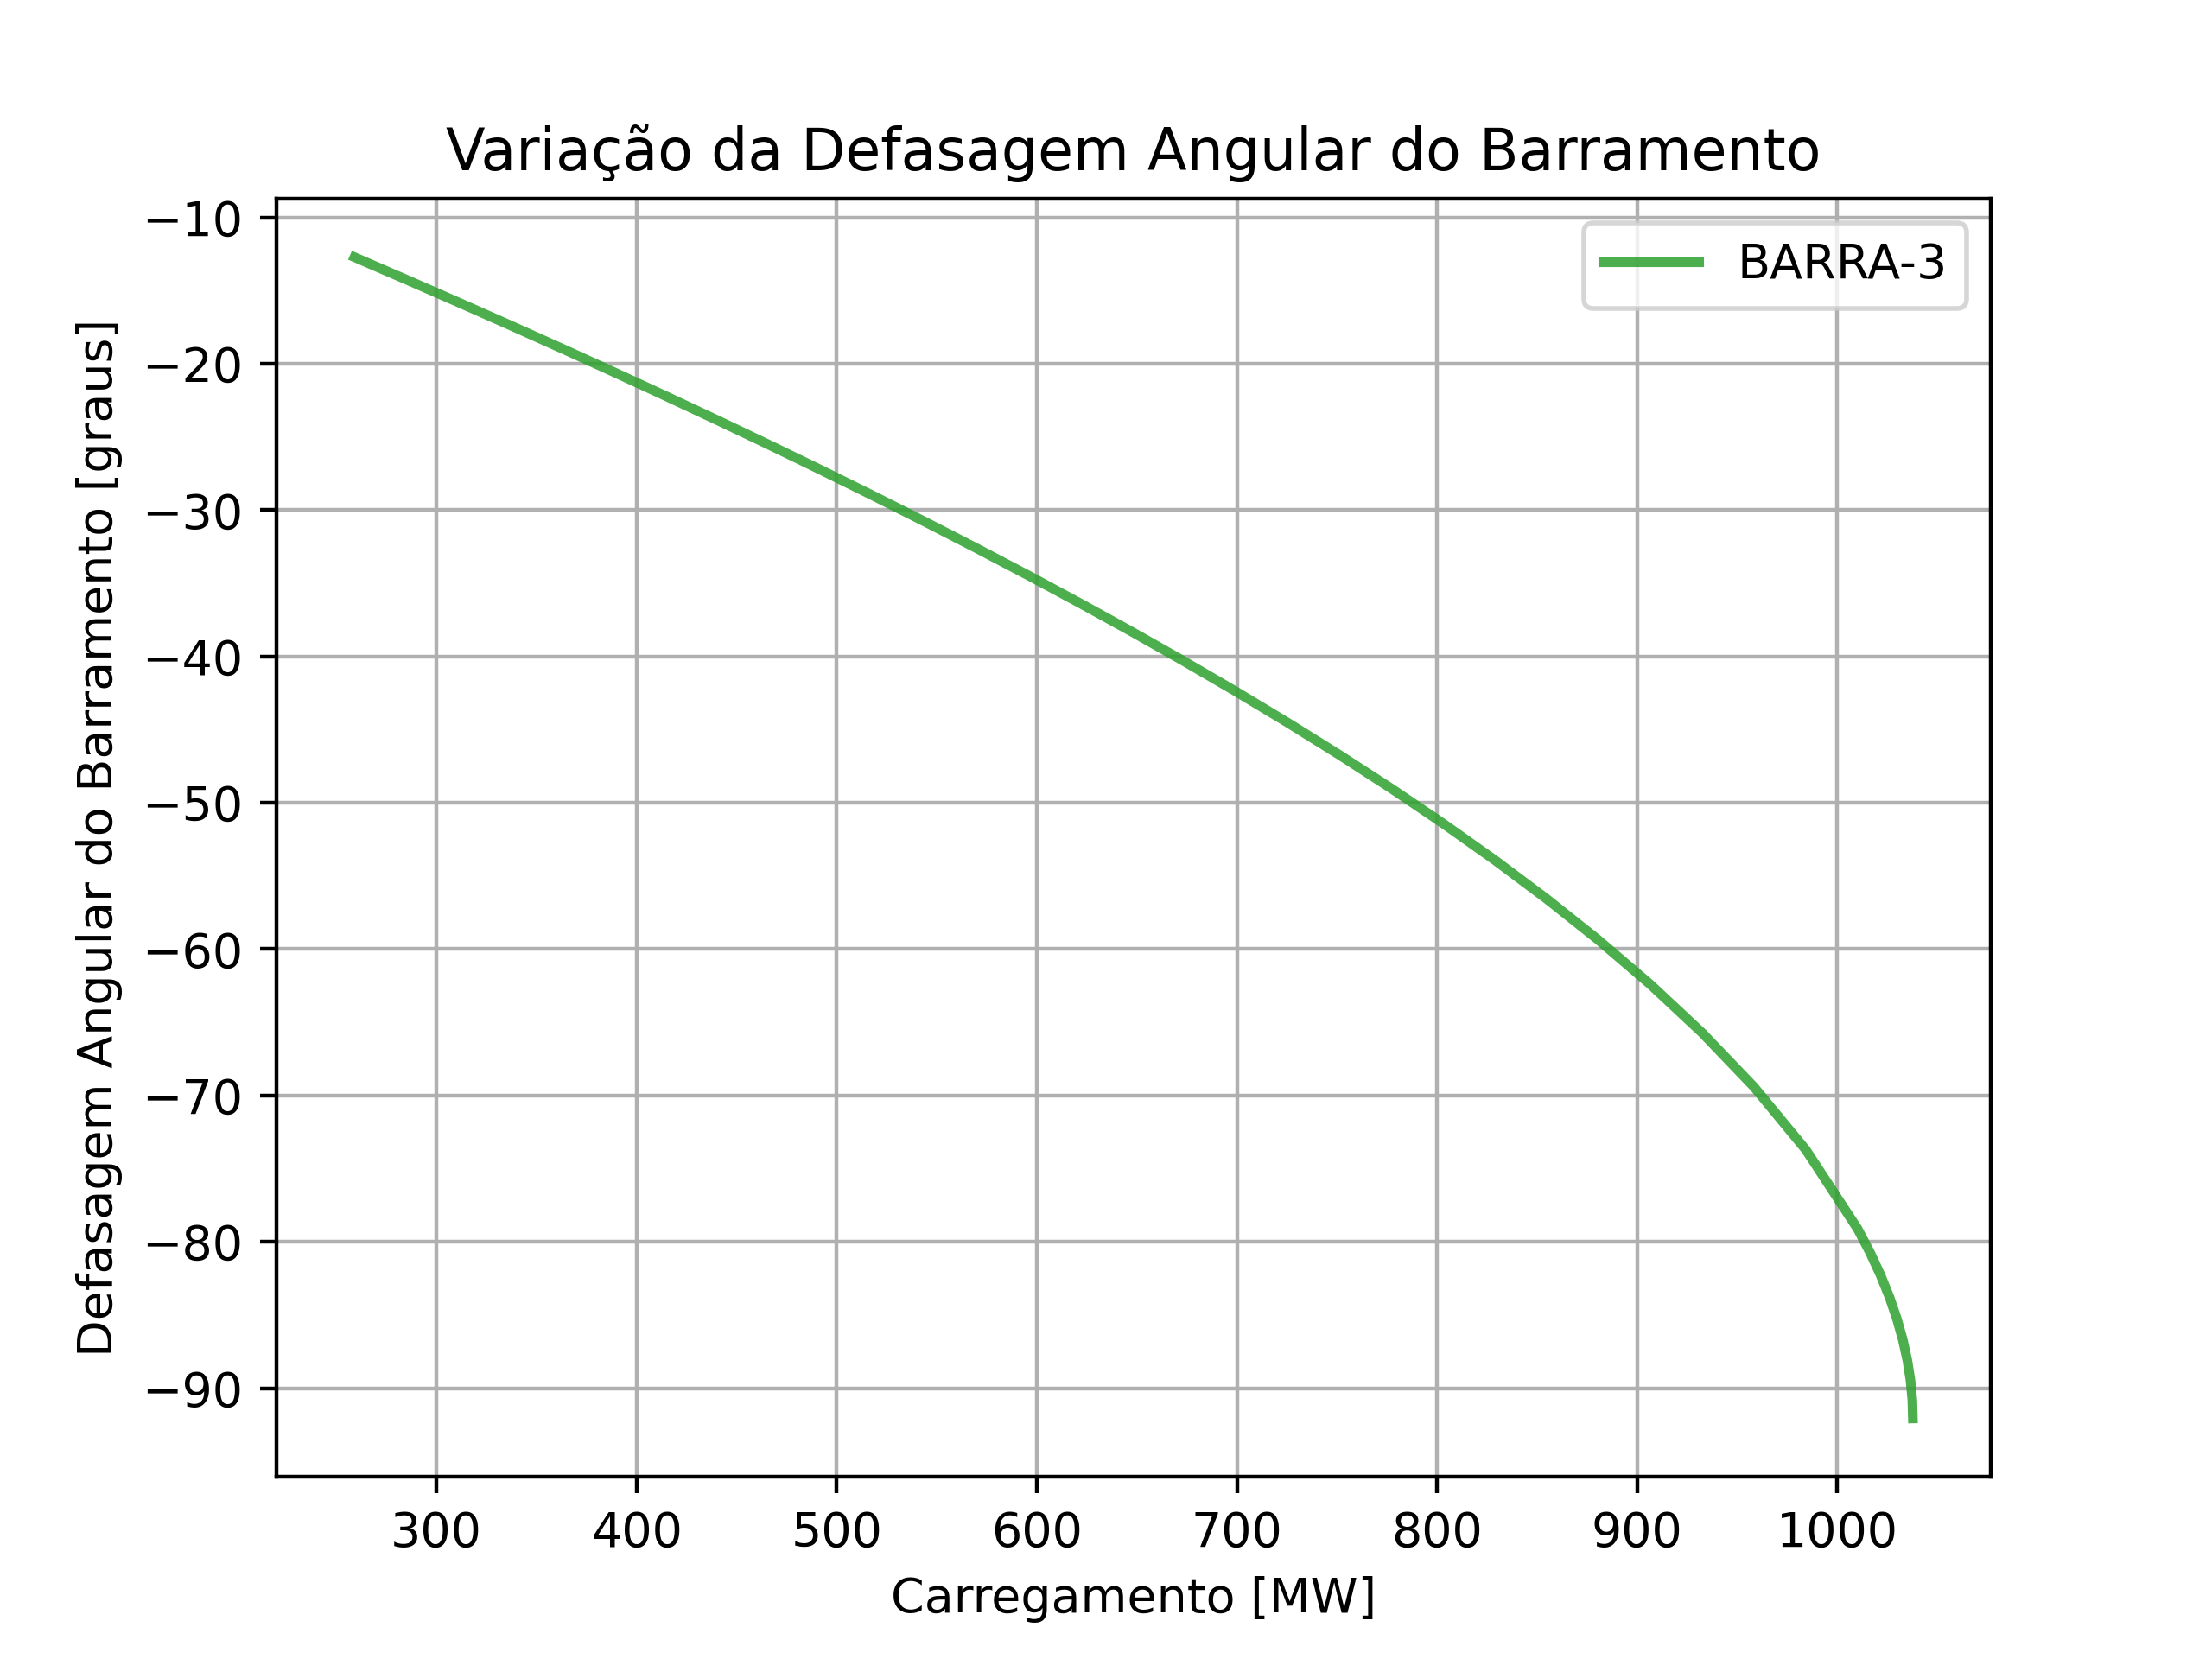 Variação da Defasagem Angular do Barramento
BARRA-3
Defasagem Angular do Barramento [graus]
−10
−20
−30
−40
−50
−60
−70
−80
−90
300 400 500 600 700 800 900 1000
Carregamento [MW]